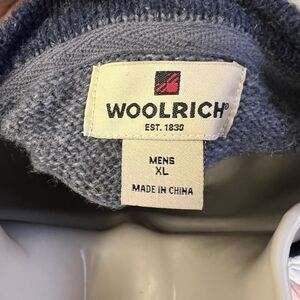 WOOLRICH®
EST. 1830
MENS
XL
MADE IN CHINA